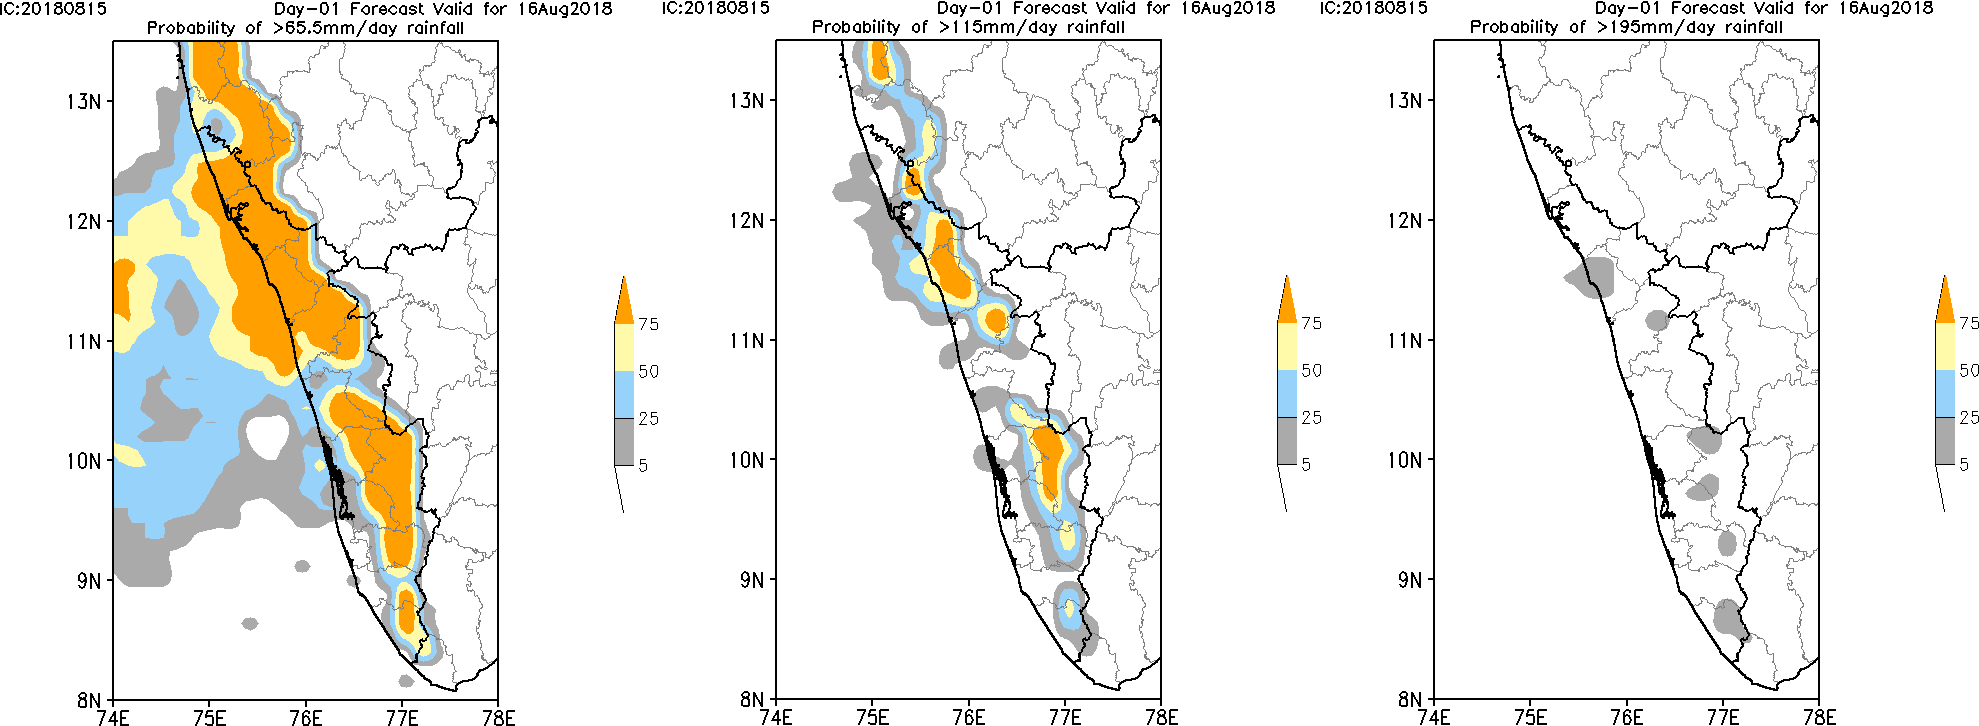 IC:20180815 Day-01 Forecast Valid for 16Aug2018
Probability of >65.5mm/day rainfall
13N
12N
11N
10N
9N
8N
74E 75E 76E 77E 78E
75
50
25
5
IC:20180815 Day-01 Forecast Valid for 16Aug2018
Probability of >115mm/day rainfall
13N
12N
11N
10N
9N
8N
74E 75E 76E 77E 78E
75
50
25
5
IC:20180815 Day-01 Forecast Valid for 16Aug2018
Probability of >195mm/day rainfall
13N
12N
11N
10N
9N
8N
74E 75E 76E 77E 78E
75
50
25
5